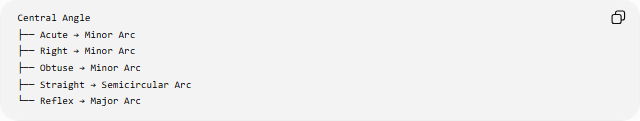 Central Angle
├── Acute → Minor Arc
├── Right → Minor Arc
├── Obtuse → Minor Arc
├── Straight → Semicircular Arc
└── Reflex → Major Arc